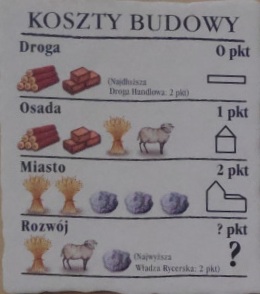 KOSZTY BUDOWY
Droga 0 pkt
(Najdłuższa
Droga Handlowa: 2 pkt)
Osada 1 pkt
Miasto 2 pkt
Rozwój ? pkt
?
(Najwyższa
Władza Rycerska: 2 pkt)